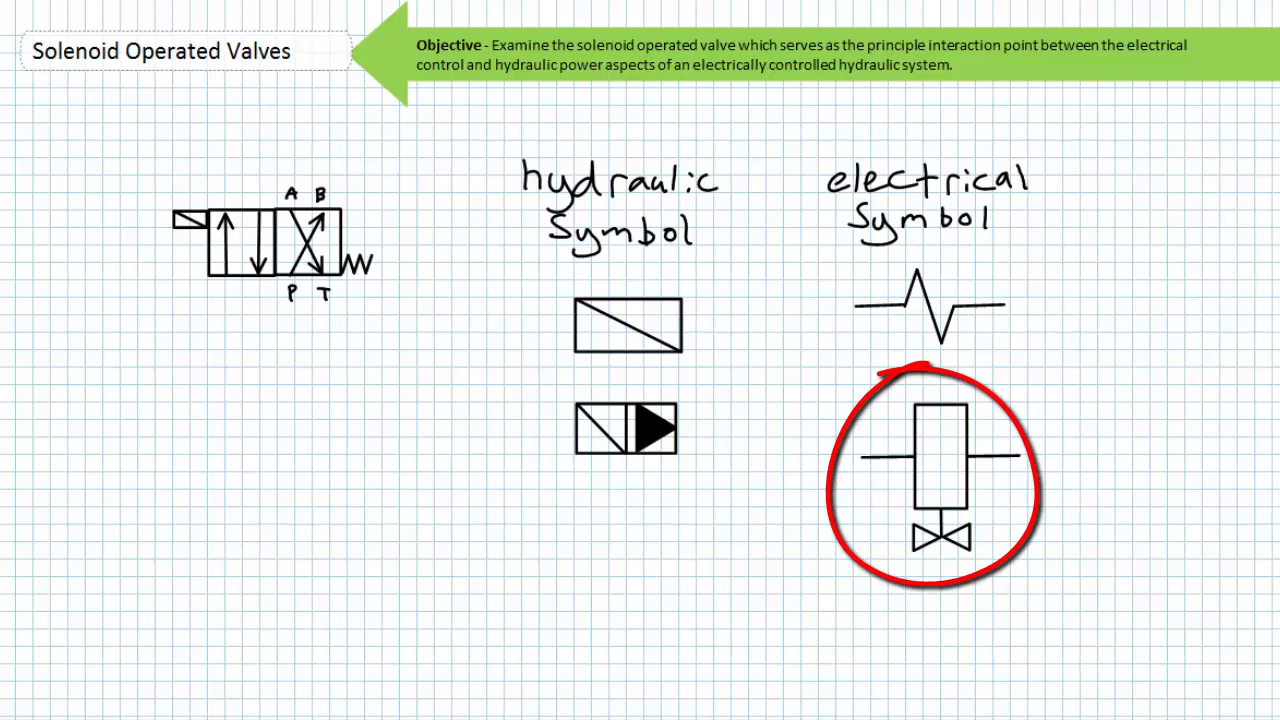 Solenoid Operated Valves
Objective - Examine the solenoid operated valve which serves as the principle interaction point between the electrical
control and hydraulic power aspects of an electrically controlled hydraulic system.
A B
P T
hydraulic
Symbol
electrical
Symbol